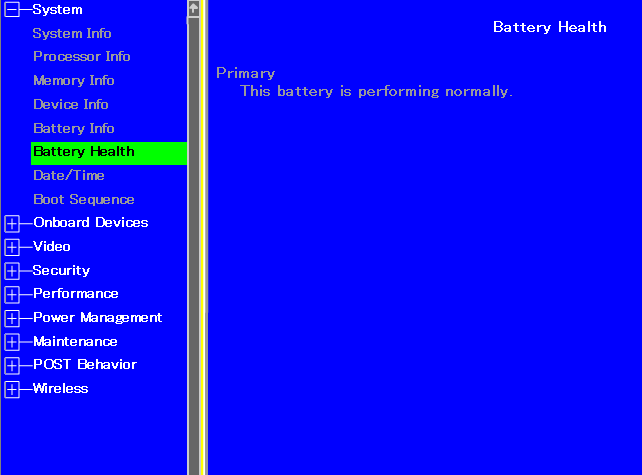 System
System Info
Processor Info
Memory Info
Device Info
Battery Info
Battery Health
Date/Time
Boot Sequence
Onboard Devices
Video
Security
Performance
Power Management
Maintenance
POST Behavior
Wireless
Battery Health
Primary
This battery is performing normally.